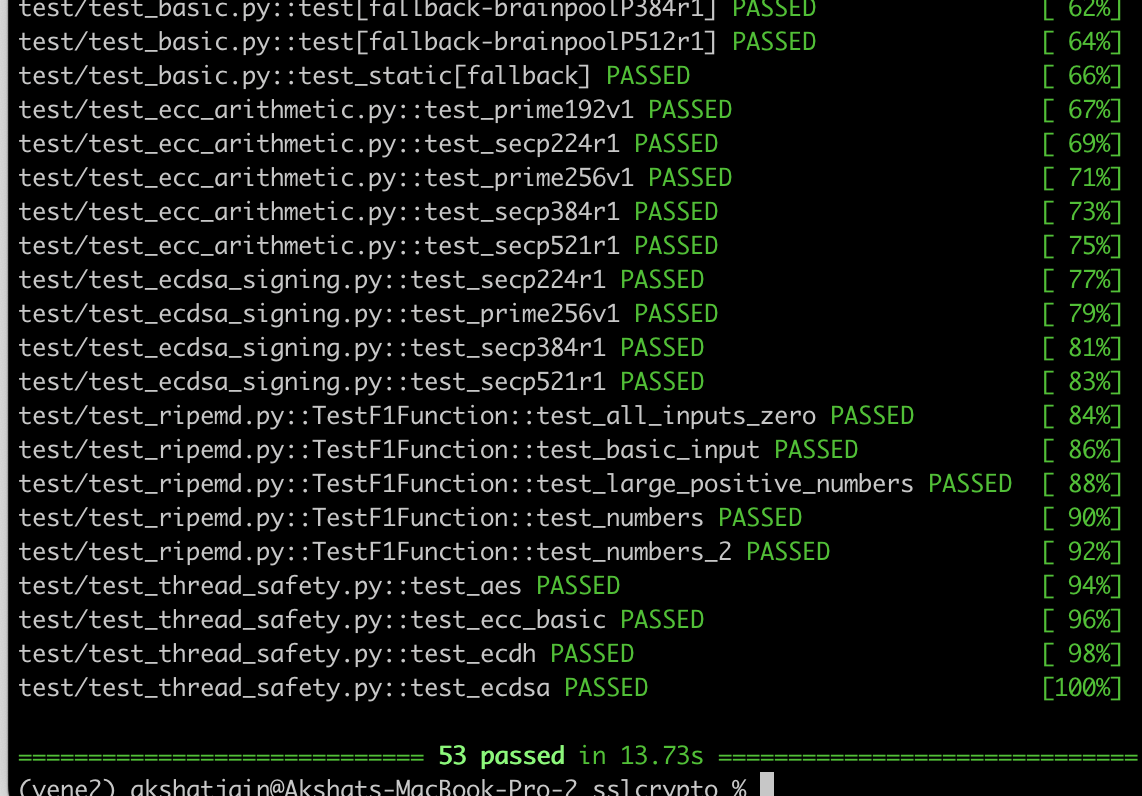 test/test_basic.py::test[fallback-brainpoolP384r1] PASSED [ 62%]
test/test_basic.py::test[fallback-brainpoolP512r1] PASSED [ 64%]
test/test_basic.py::test_static[fallback] PASSED [ 66%]
test/test_ecc_arithmetic.py::test_prime192v1 PASSED [ 67%]
test/test_ecc_arithmetic.py::test_secp224r1 PASSED [ 69%]
test/test_ecc_arithmetic.py::test_prime256v1 PASSED [ 71%]
test/test_ecc_arithmetic.py::test_secp384r1 PASSED [ 73%]
test/test_ecc_arithmetic.py::test_secp521r1 PASSED [ 75%]
test/test_ecdsa_signing.py::test_secp224r1 PASSED [ 77%]
test/test_ecdsa_signing.py::test_prime256v1 PASSED [ 79%]
test/test_ecdsa_signing.py::test_secp384r1 PASSED [ 81%]
test/test_ecdsa_signing.py::test_secp521r1 PASSED [ 83%]
test/test_ripemd.py::TestF1Function::test_all_inputs_zero PASSED [ 84%]
test/test_ripemd.py::TestF1Function::test_basic_input PASSED [ 86%]
test/test_ripemd.py::TestF1Function::test_large_positive_numbers PASSED [ 88%]
test/test_ripemd.py::TestF1Function::test_numbers PASSED [ 90%]
test/test_ripemd.py::TestF1Function::test_numbers_2 PASSED [ 92%]
test/test_thread_safety.py::test_aes PASSED [ 94%]
test/test_thread_safety.py::test_ecc_basic PASSED [ 96%]
test/test_thread_safety.py::test_ecdh PASSED [ 98%]
test/test_thread_safety.py::test_ecdsa PASSED [100%]
============================= 53 passed in 13.73s ==============================
(vene2) akshatjain@Akshats-MacBook-Pro-2 sslcrypto %